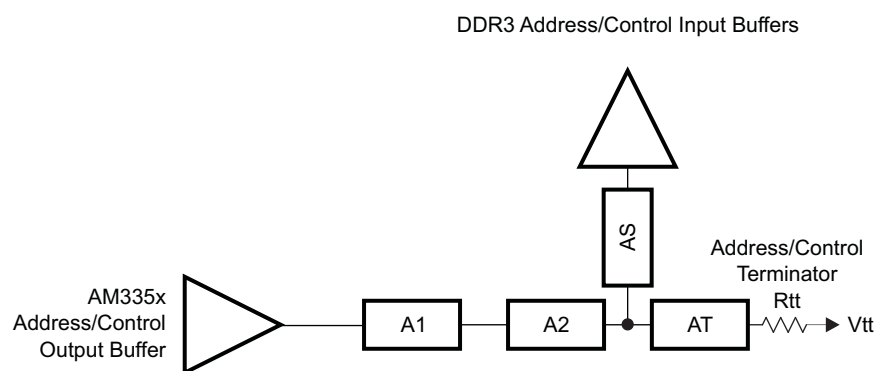 DDR3 Address/Control Input Buffers
AS
Address/Control
Terminator
Rtt
AM335x
Address/Control
Output Buffer
A1
A2
AT
Vtt